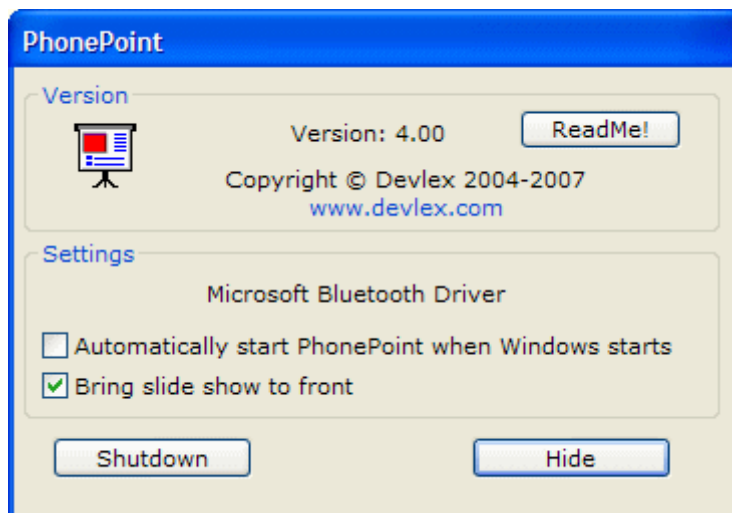 PhonePoint
Version
Version: 4.00
ReadMe!
Copyright © Devlex 2004-2007
www.devlex.com
Settings
Microsoft Bluetooth Driver
Automatically start PhonePoint when Windows starts
Bring slide show to front
Shutdown
Hide